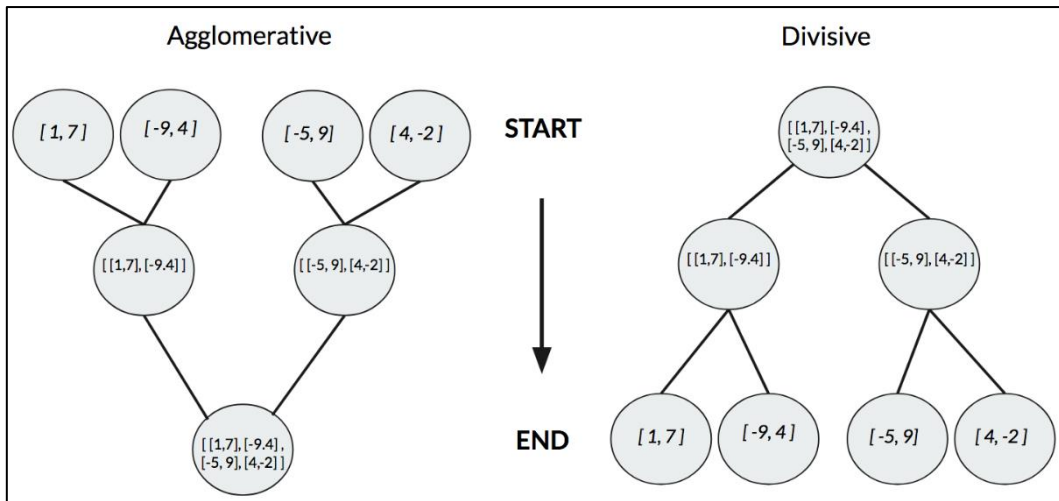 Agglomerative
Divisive
[ 1, 7 ]
[ -9, 4 ]
[ -5, 9]
[ 4, -2 ]
START
[ [1,7], [-9.4] ,
[-5, 9], [4,-2] ]
[ [1,7], [-9.4] ]
[ [-5, 9], [4,-2] ]
[ [1,7], [-9.4] ]
[ [-5, 9], [4,-2] ]
[ [1,7], [-9.4] ,
[-5, 9], [4,-2] ]
END
[ 1, 7 ]
[ -9, 4 ]
[ -5, 9]
[ 4, -2 ]